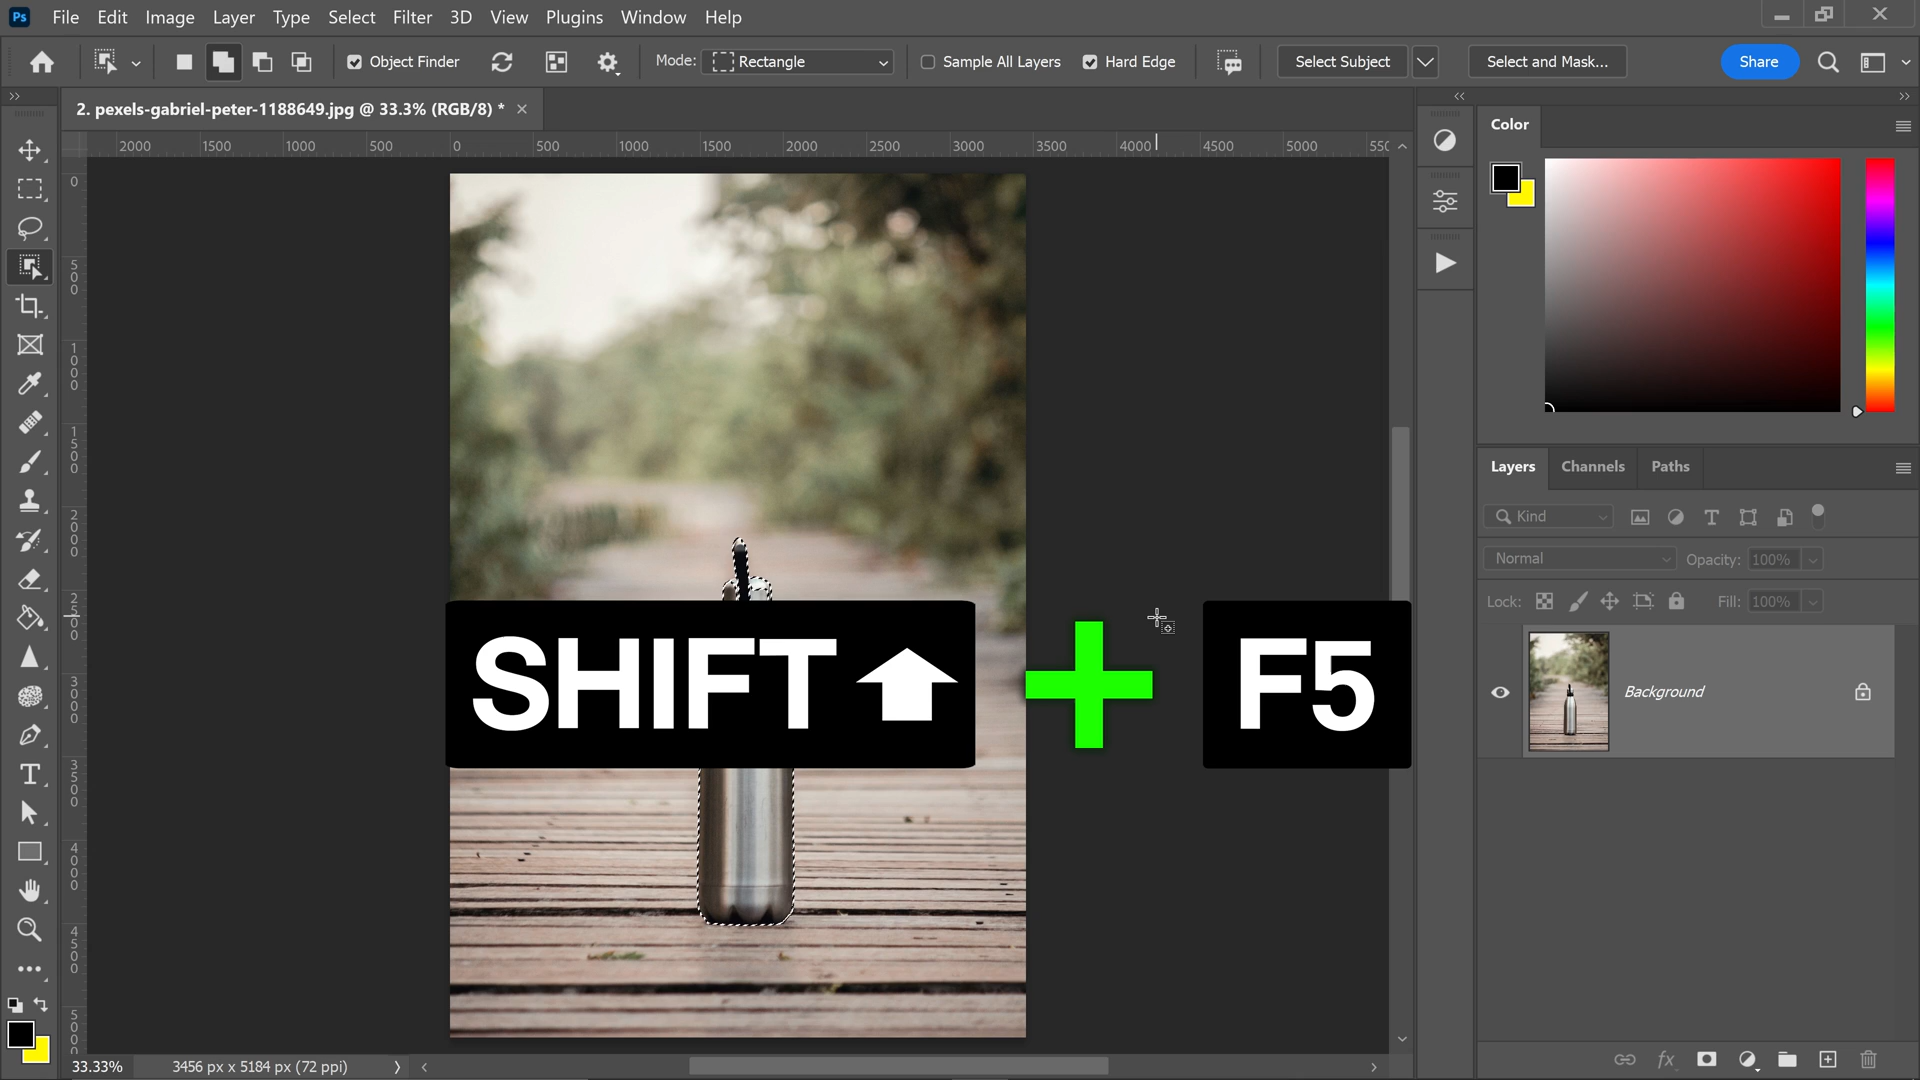 Ps File Edit Image Layer Type Select Filter 3D View Plugins Window Help
Object Finder Mode: Rectangle Sample All Layers Hard Edge Select Subject Select and Mask... Share
2. pexels-gabriel-peter-1188649.jpg @ 33.3% (RGB/8) *
2000 1500 1000 500 0 500 1000 1500 2000 2500 3000 3500 4000 4500 5000 550
0
500
1000
1500
2000
2500
3000
3500
4000
4500
500
SHIFT
F5
Color
Layers Channels Paths
Kind
Normal Opacity: 100%
Lock: Fill: 100%
Background
fx
33.33% 3456 px x 5184 px (72 ppi)